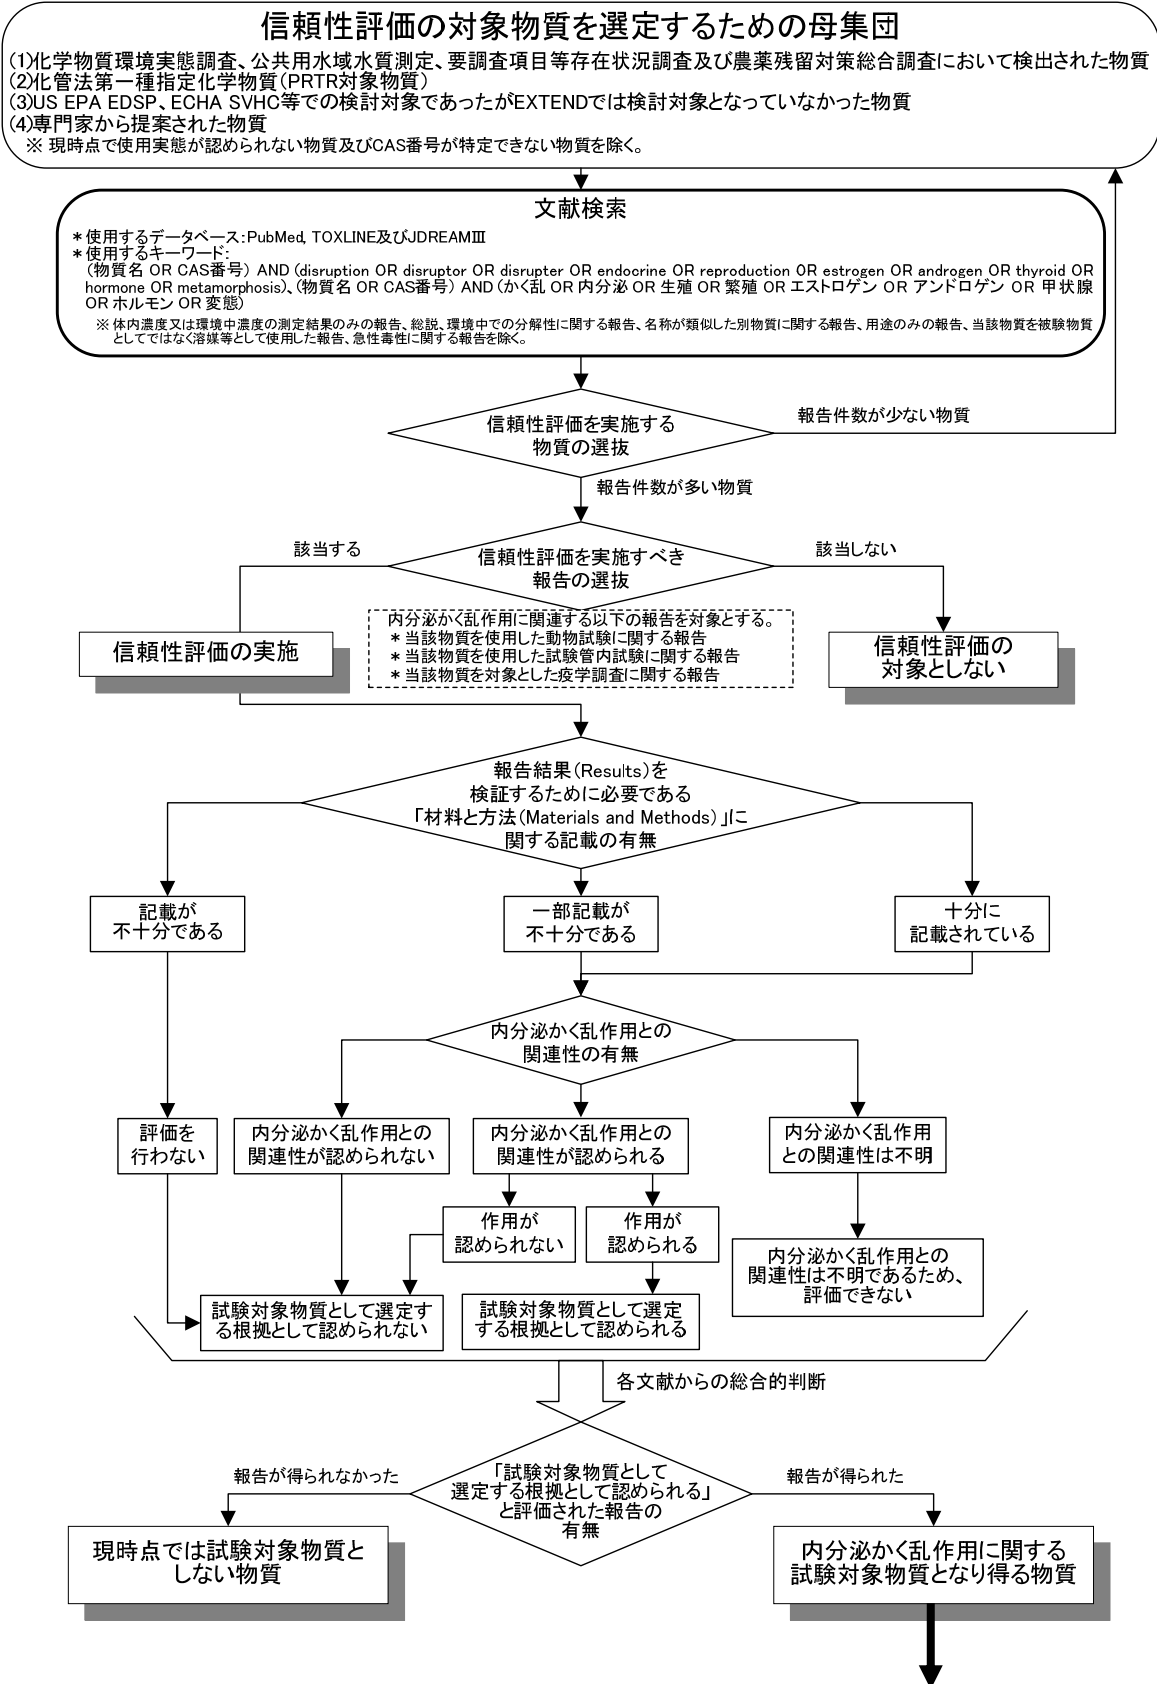 信頼性評価の対象物質を選定するための母集団
(1)化学物質環境実態調査、公共用水域水質測定、要調査項目等存在状況調査及び農薬残留対策総合調査において検出された物質
(2)化管法第一種指定化学物質(PRTR対象物質)
(3)US EPA EDSP、ECHA SVHC等での検討対象であったがEXTENDでは検討対象となっていなかった物質
(4)専門家から提案された物質
※ 現時点で使用実態が認められない物質及びCAS番号が特定できない物質を除く。
文献検索
＊使用するデータベース:PubMed, TOXLINE及びJDREAMⅢ
＊使用するキーワード:
(物質名 OR CAS番号) AND (disruption OR disruptor OR disrupter OR endocrine OR reproduction OR estrogen OR androgen OR thyroid OR
hormone OR metamorphosis)、(物質名 OR CAS番号) AND (かく乱 OR 内分泌 OR 生殖 OR 繁殖 OR エストロゲン OR アンドロゲン OR 甲状腺
OR ホルモン OR 変態)
※ 体内濃度又は環境中濃度の測定結果のみの報告、総説、環境中での分解性に関する報告、名称が類似した別物質に関する報告、用途のみの報告、当該物質を被験物質
としてではなく溶媒等として使用した報告、急性毒性に関する報告を除く。
信頼性評価を実施する
物質の選抜
報告件数が少ない物質
報告件数が多い物質
信頼性評価を実施すべき
報告の選抜
該当する
該当しない
内分泌かく乱作用に関連する以下の報告を対象とする。
＊当該物質を使用した動物試験に関する報告
＊当該物質を使用した試験管内試験に関する報告
＊当該物質を対象とした疫学調査に関する報告
信頼性評価の実施
信頼性評価の
対象としない
報告結果(Results)を
検証するために必要である
「材料と方法(Materials and Methods)」に
関する記載の有無
記載が
不十分である
一部記載が
不十分である
十分に
記載されている
内分泌かく乱作用との
関連性の有無
評価を
行わない
内分泌かく乱作用との
関連性が認められない
内分泌かく乱作用との
関連性が認められる
内分泌かく乱作用
との関連性は不明
作用が
認められない
作用が
認められる
内分泌かく乱作用との
関連性は不明であるため、
評価できない
試験対象物質として選定す
る根拠として認められない
試験対象物質として選定
する根拠として認められる
各文献からの総合的判断
「試験対象物質として
選定する根拠として認められる」
と評価された報告の
有無
報告が得られなかった
報告が得られた
現時点では試験対象物質と
しない物質
内分泌かく乱作用に関する
試験対象物質となり得る物質